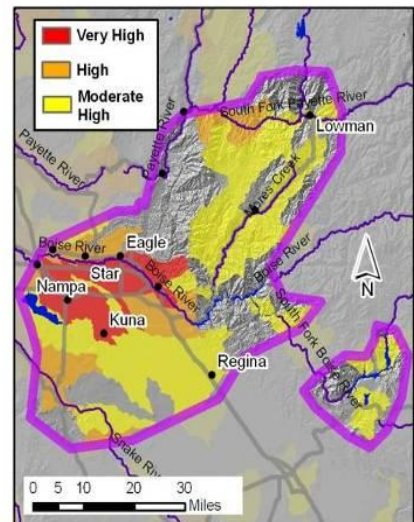 Very High
High
Moderate
High
South Fork Payette River
Lowman
Payette River
Payette River
Mores Creek
Boise River
Eagle
Star
Boise River
Boise River
Nampa
N
Kuna
South Fork Boise River
Regina
Snake River
0 5 10 20 30
Miles